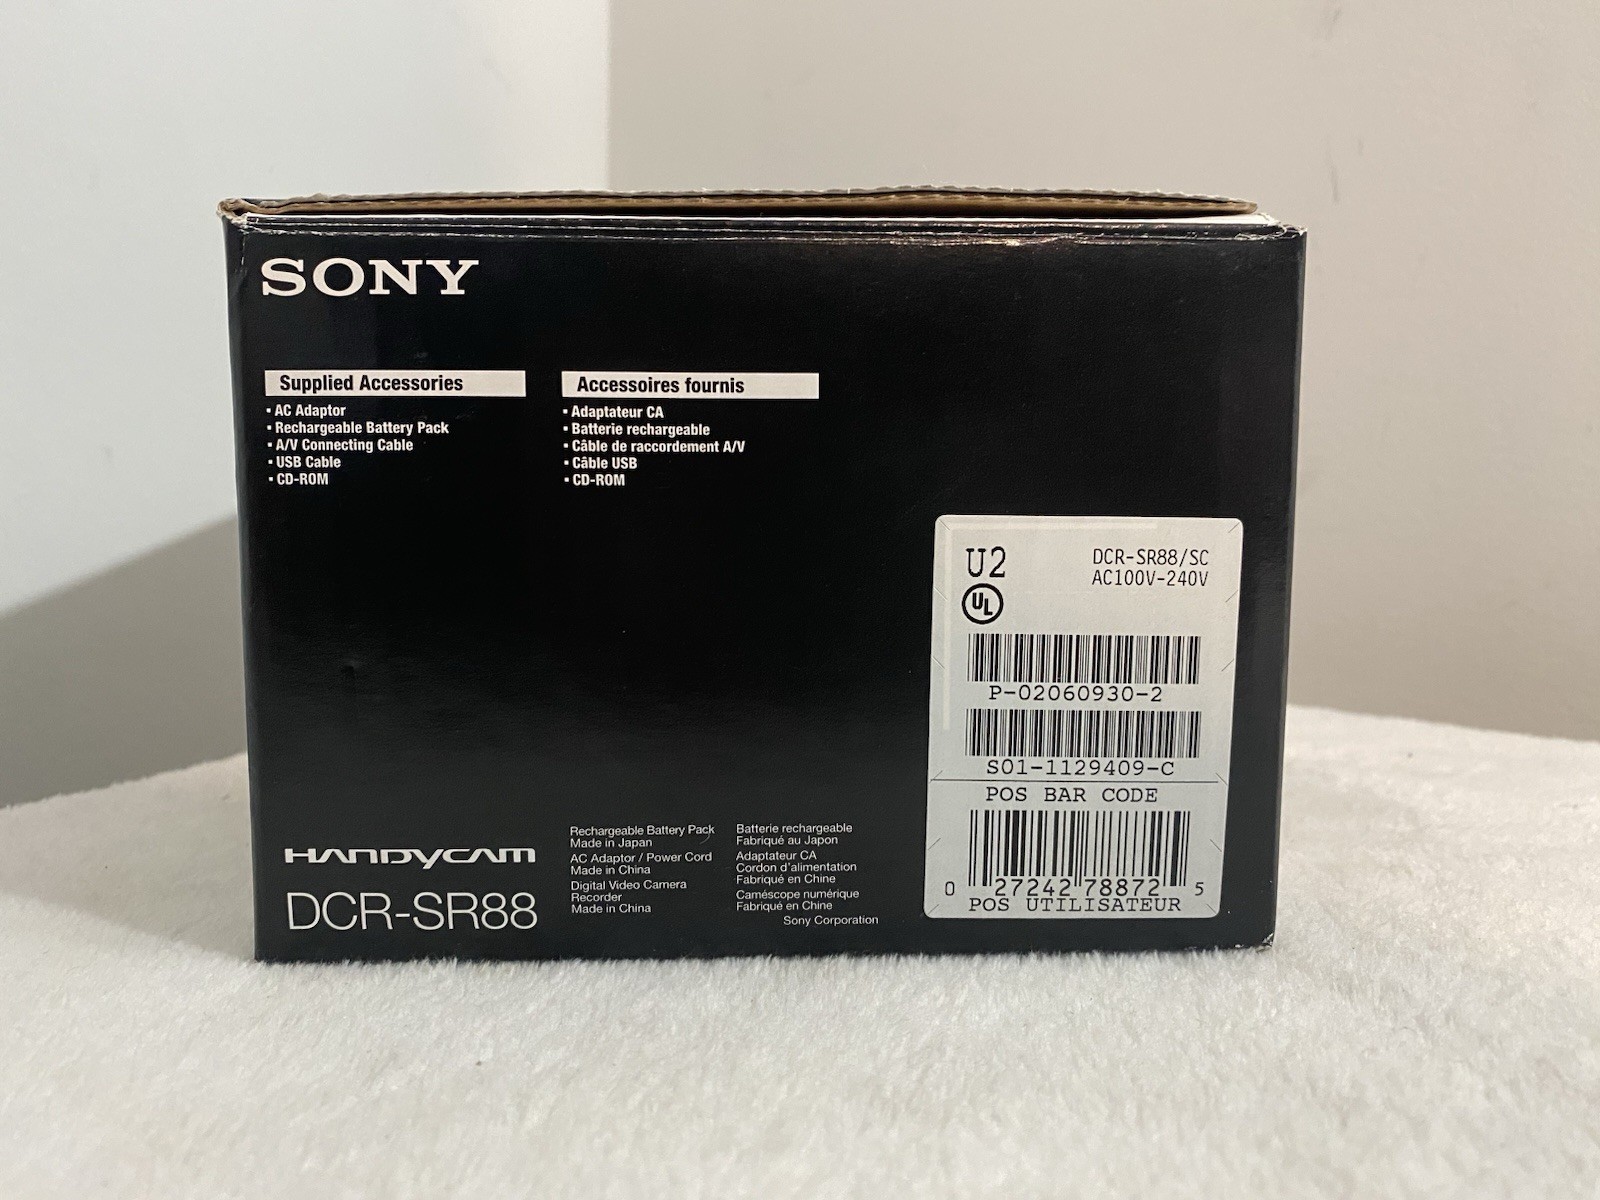 SONY
Supplied Accessories
▪ AC Adaptor
▪ Rechargeable Battery Pack
▪ A/V Connecting Cable
▪ USB Cable
▪ CD-ROM
Accessoires fournis
▪ Adaptateur CA
▪ Batterie rechargeable
▪ Câble de raccordement A/V
▪ Câble USB
▪ CD-ROM
U2
UL
DCR-SR88/SC
AC100V-240V
P-02060930-2
S01-1129409-C
POS BAR CODE
0 27242 78872 5
POS UTILISATEUR
HANDYCAM
DCR-SR88
Rechargeable Battery Pack
Made in Japan
AC Adaptor / Power Cord
Made in China
Digital Video Camera
Recorder
Made in China
Batterie rechargeable
Fabriqué au Japon
Adaptateur CA
Cordon d'alimentation
Fabriqué en Chine
Caméscope numérique
Fabriqué en Chine
Sony Corporation